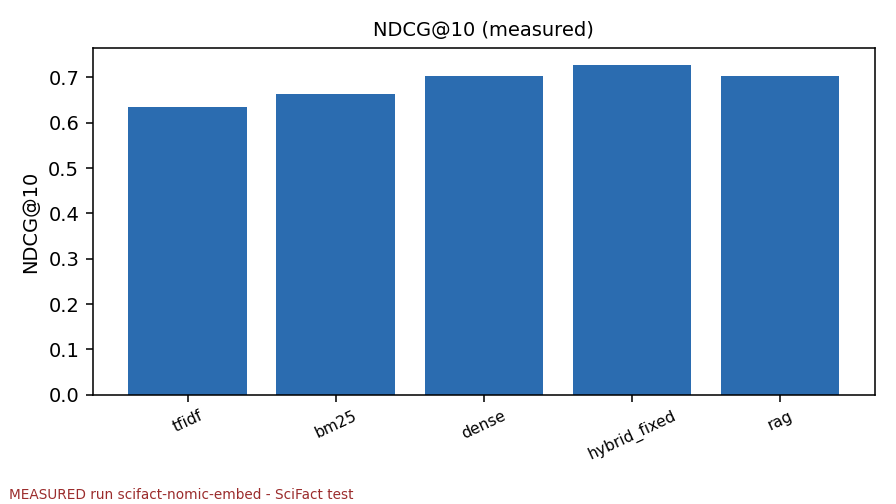 NDCG@10 (measured)
NDCG@10
0.7
0.6
0.5
0.4
0.3
0.2
0.1
0.0
tfidf
bm25
dense
hybrid_fixed
rag
MEASURED run scifact-nomic-embed - SciFact test